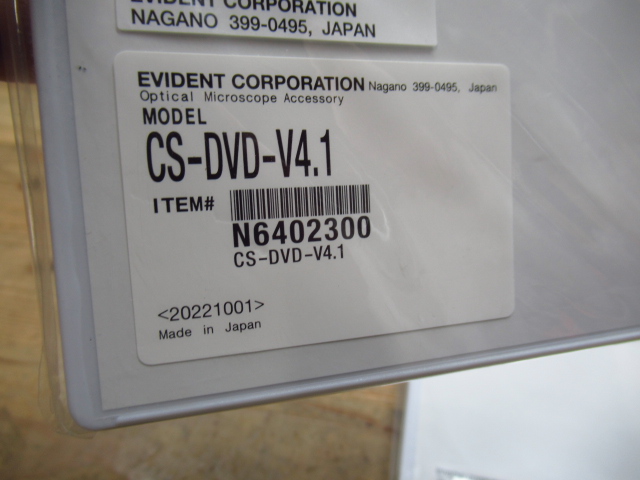 EVIDENT CORPORATION
NAGANO 399-0495, JAPAN
EVIDENT CORPORATION Nagano 399-0495, Japan
Optical Microscope Accessory
MODEL
CS-DVD-V4.1
ITEM#
N6402300
CS-DVD-V4.1
<20221001>
Made in Japan